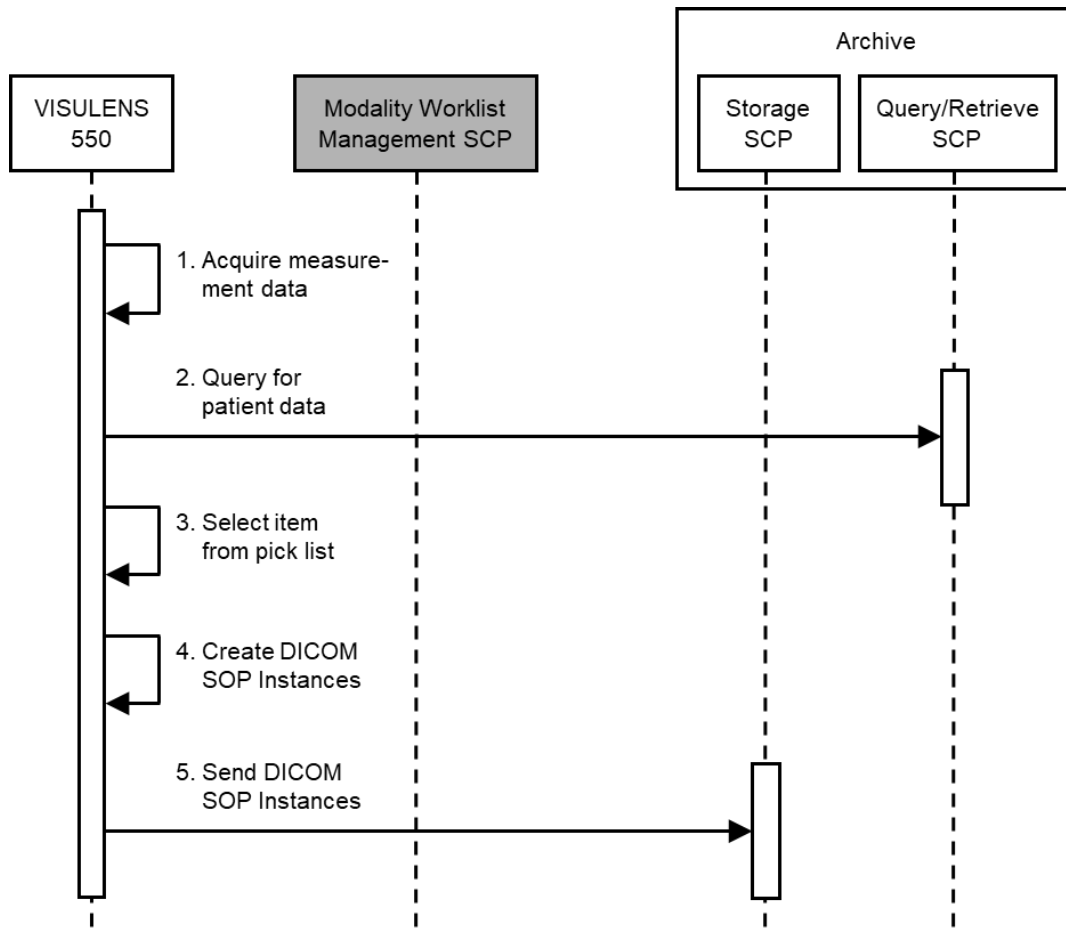 Archive
VISULENS
550
Modality Worklist
Management SCP
Storage
SCP
Query/Retrieve
SCP
1. Acquire measure-
ment data
2. Query for
patient data
3. Select item
from pick list
4. Create DICOM
SOP Instances
5. Send DICOM
SOP Instances